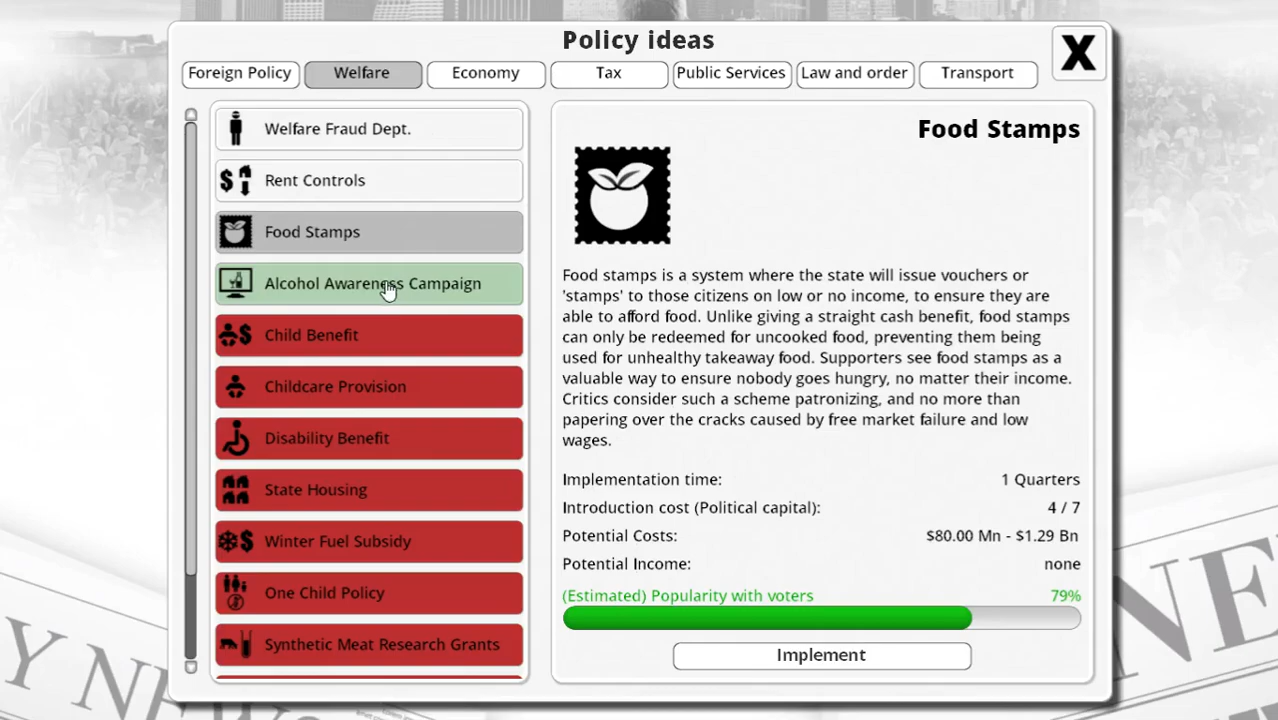 Policy ideas
X
Foreign Policy
Welfare
Economy
Tax
Public Services
Law and order
Transport
Welfare Fraud Dept.
Rent Controls
Food Stamps
Alcohol Awareness Campaign
Child Benefit
Childcare Provision
Disability Benefit
State Housing
Winter Fuel Subsidy
One Child Policy
Synthetic Meat Research Grants
Food Stamps
Food stamps is a system where the state will issue vouchers or
'stamps' to those citizens on low or no income, to ensure they are
able to afford food. Unlike giving a straight cash benefit, food stamps
can only be redeemed for uncooked food, preventing them being
used for unhealthy takeaway food. Supporters see food stamps as a
valuable way to ensure nobody goes hungry, no matter their income.
Critics consider such a scheme patronizing, and no more than
papering over the cracks caused by free market failure and low
wages.
Implementation time: 1 Quarters
Introduction cost (Political capital): 4 / 7
Potential Costs: $80.00 Mn - $1.29 Bn
Potential Income: none
(Estimated) Popularity with voters 79%
Implement